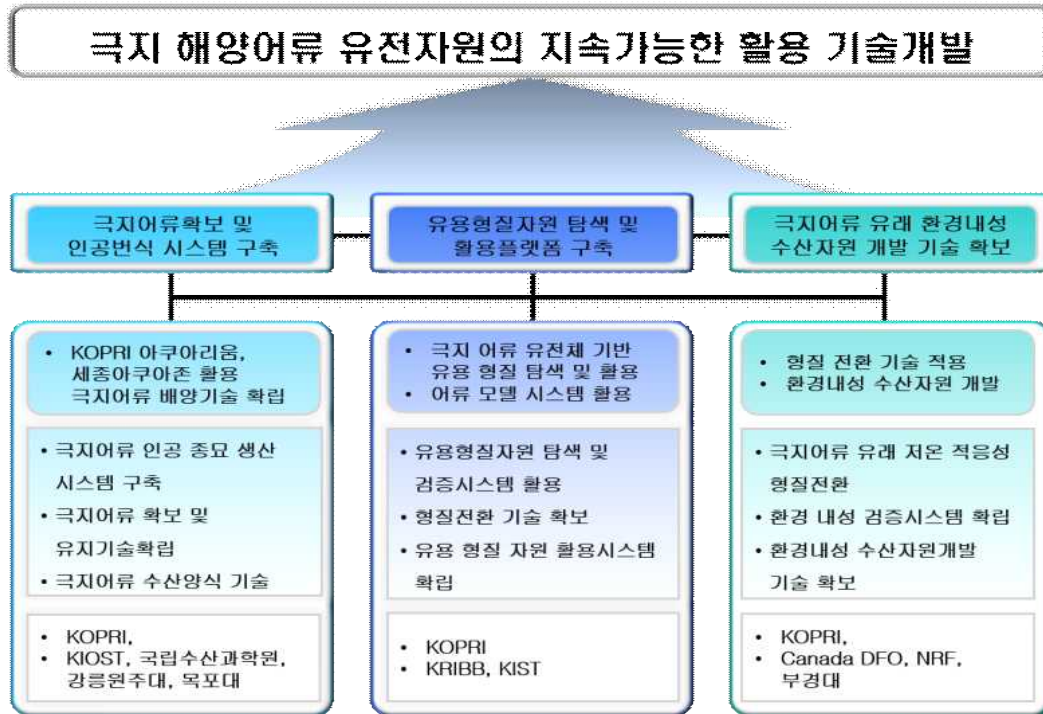 극지 해양어류 유전자원의 지속가능한 활용 기술개발
극지어류확보 및
인공번식 시스템 구축
유용형질자원 탐색 및
활용플랫폼 구축
극지어류 유래 환경내성
수산자원 개발 기술 확보
• KOPRI 아쿠아리움,
세종아쿠아존 활용
극지어류 배양기술 확립
• 극지어류 인공 종묘 생산
시스템 구축
• 극지어류 확보 및
유지기술확립
• 극지어류 수산양식 기술
• KOPRI,
• KIOST, 국립수산과학원,
강릉원주대, 목포대
• 극지 어류 유전체 기반
유용 형질 탐색 및 활용
• 어류 모델 시스템 활용
• 유용형질자원 탐색 및
검증시스템 활용
• 형질전환 기술 확보
• 유용 형질 자원 활용시스템
확립
• KOPRI
• KRIBB, KIST
• 형질 전환 기술 적용
• 환경내성 수산자원 개발
• 극지어류 유래 저온 적응성
형질전환
• 환경 내성 검증시스템 확립
• 환경내성 수산자원개발
기술 확보
• KOPRI,
• Canada DFO, NRF,
부경대